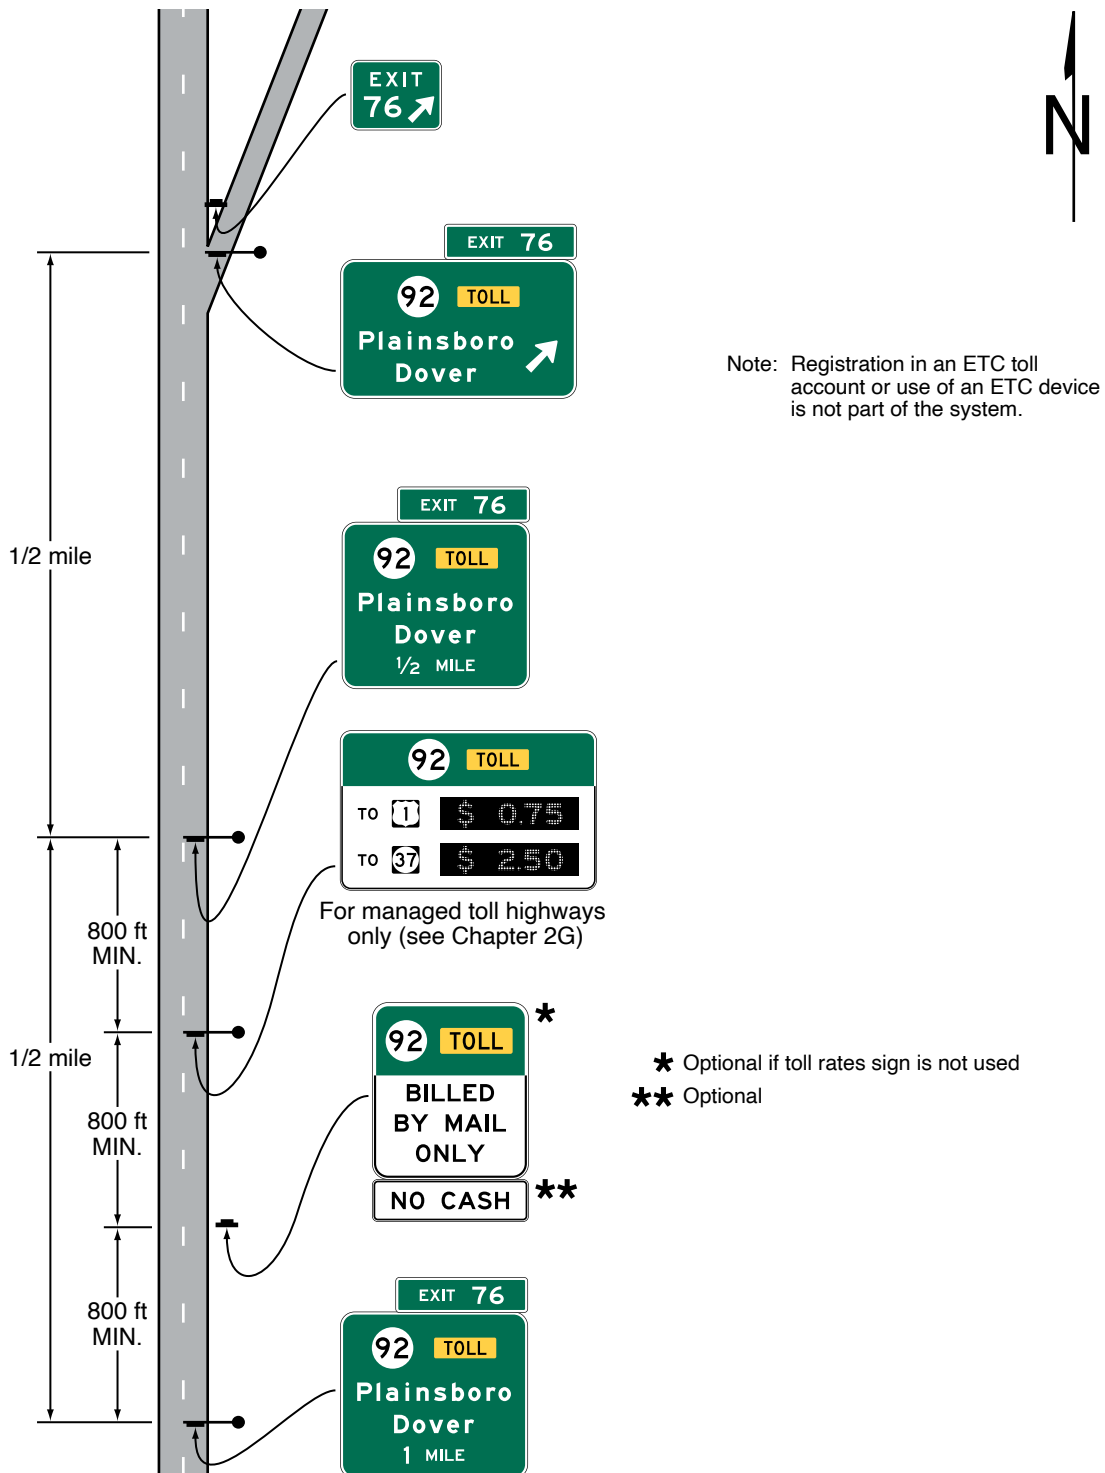 N
EXIT
76
EXIT 76
92 TOLL
Plainsboro
Dover
Note: Registration in an ETC toll
account or use of an ETC device
is not part of the system.
EXIT 76
92 TOLL
Plainsboro
Dover
1/2 MILE
1/2 mile
92 TOLL
TO 1 $ 0.75
TO 37 $ 2.50
For managed toll highways
only (see Chapter 2G)
800 ft
MIN.
92 TOLL *
BILLED
BY MAIL
ONLY
NO CASH **
* Optional if toll rates sign is not used
** Optional
1/2 mile
800 ft
MIN.
800 ft
MIN.
EXIT 76
92 TOLL
Plainsboro
Dover
1 MILE